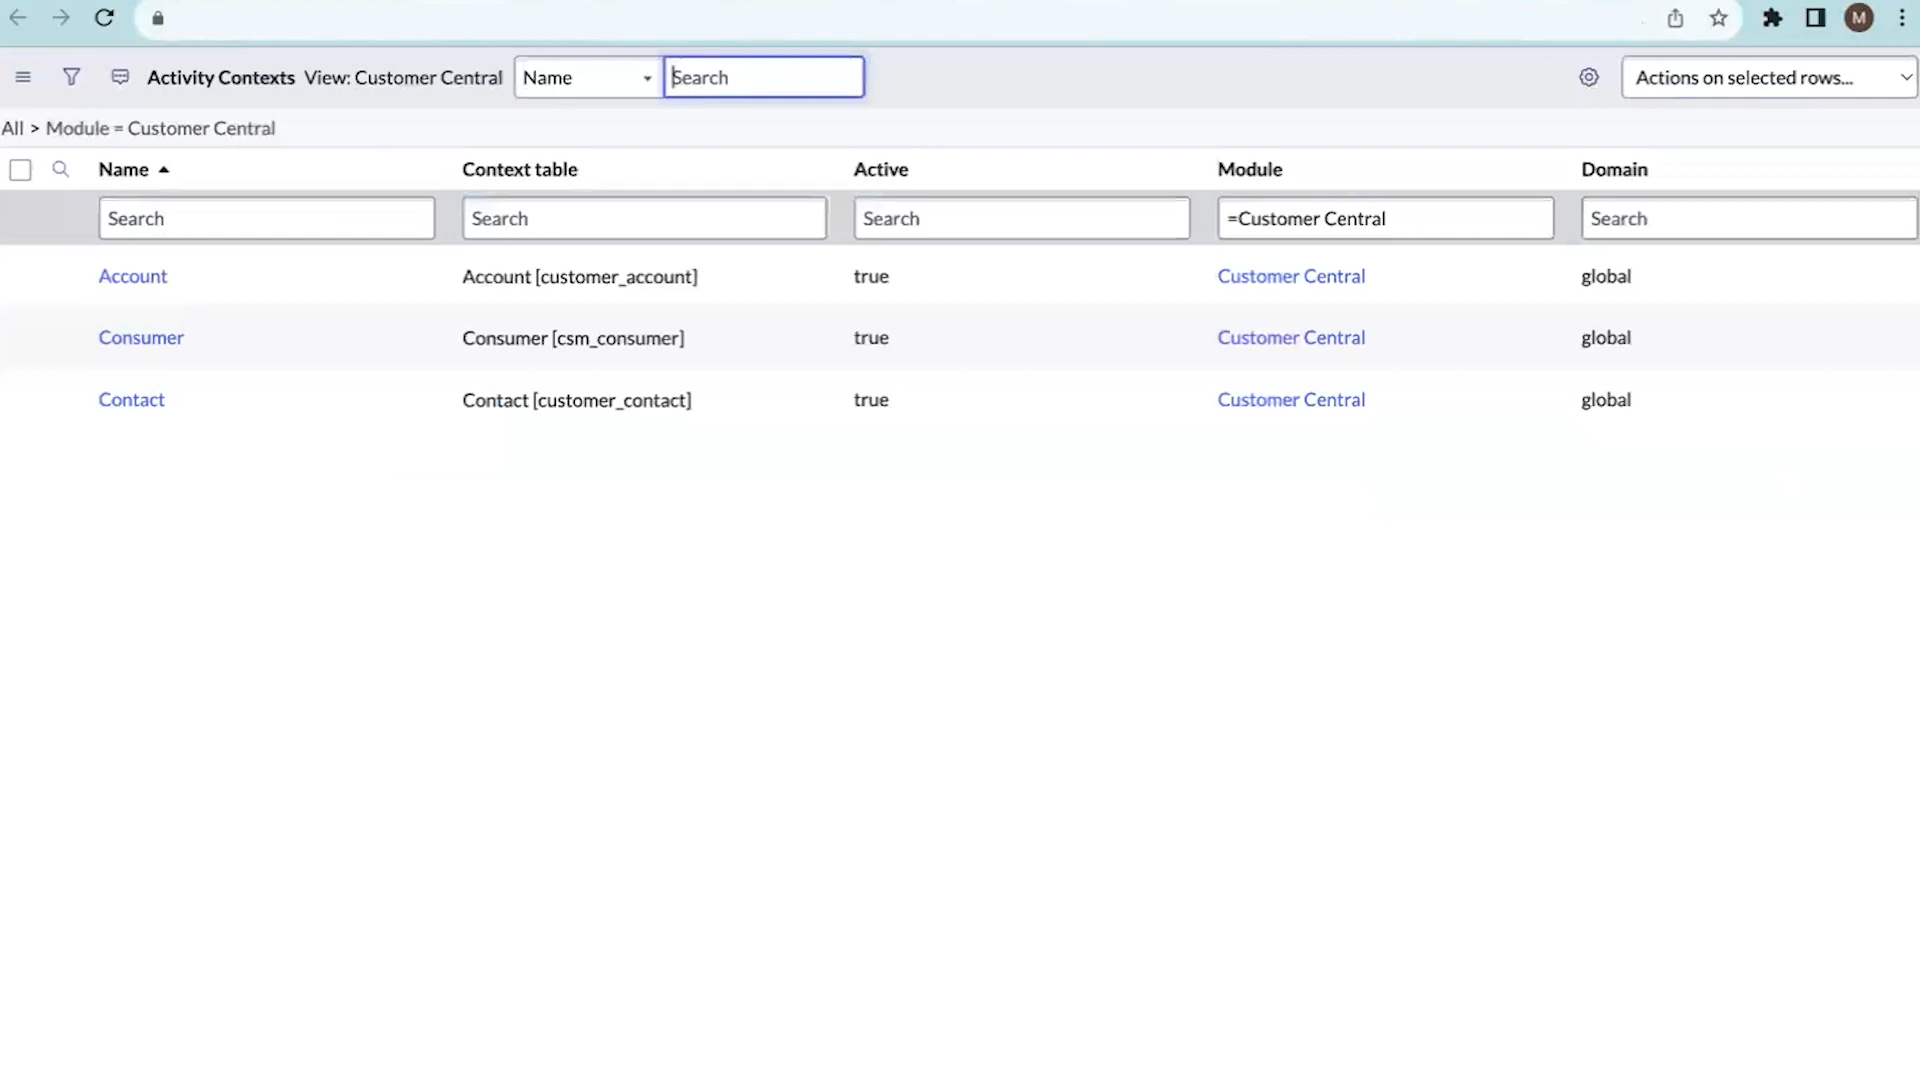 M
Activity Contexts View: Customer Central Name Search Actions on selected rows...
All > Module = Customer Central
Name Context table Active Module Domain
Search Search Search =Customer Central Search
Account Account [customer_account] true Customer Central global
Consumer Consumer [csm_consumer] true Customer Central global
Contact Contact [customer_contact] true Customer Central global